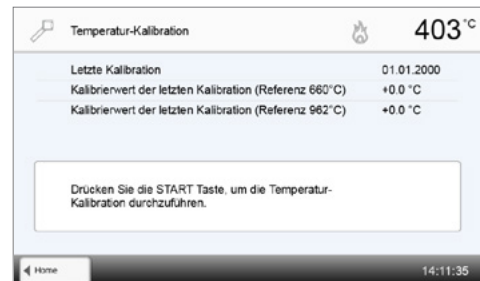 Temperatur-Kalibration 403°C
Letzte Kalibration 01.01.2000
Kalibrierwert der letzten Kalibration (Referenz 660°C) +0.0 °C
Kalibrierwert der letzten Kalibration (Referenz 962°C) +0.0 °C
Drücken Sie die START Taste, um die Temperatur-
Kalibration durchzuführen.
Home 14:11:35